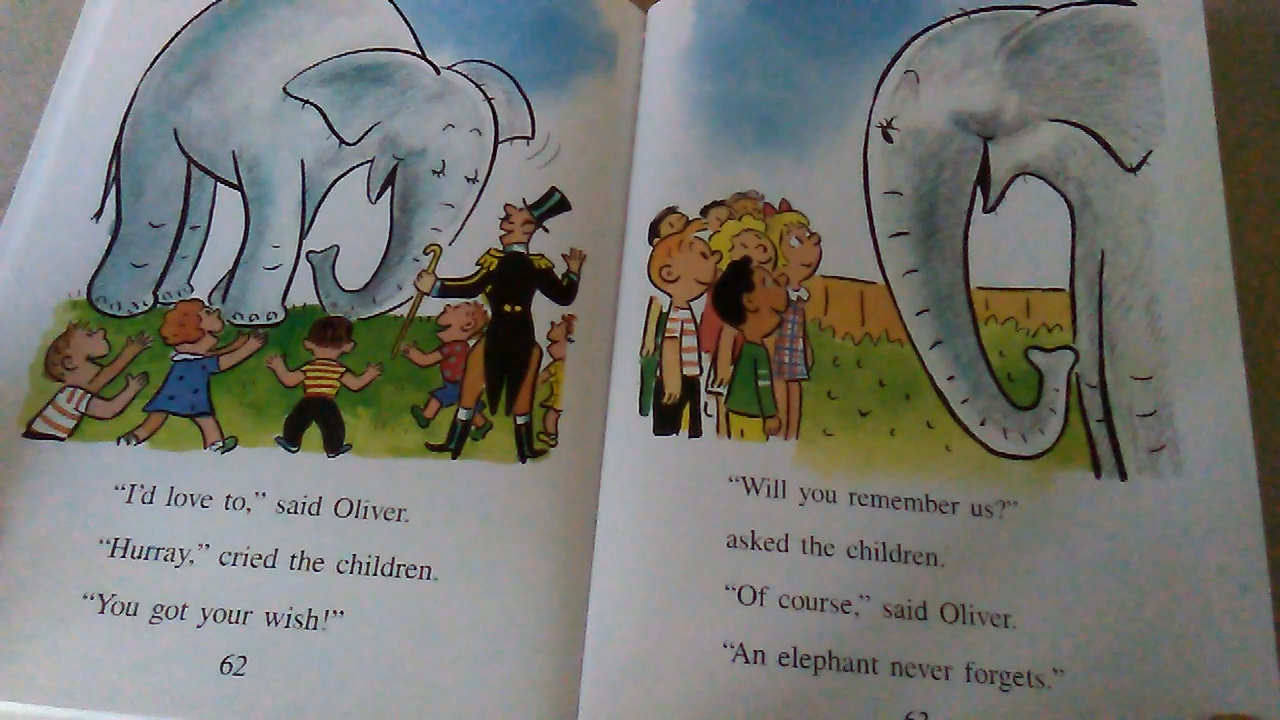 “I’d love to,” said Oliver.
“Hurray,” cried the children.
“You got your wish!”
62
“Will you remember us?”
asked the children.
“Of course,” said Oliver.
“An elephant never forgets.”